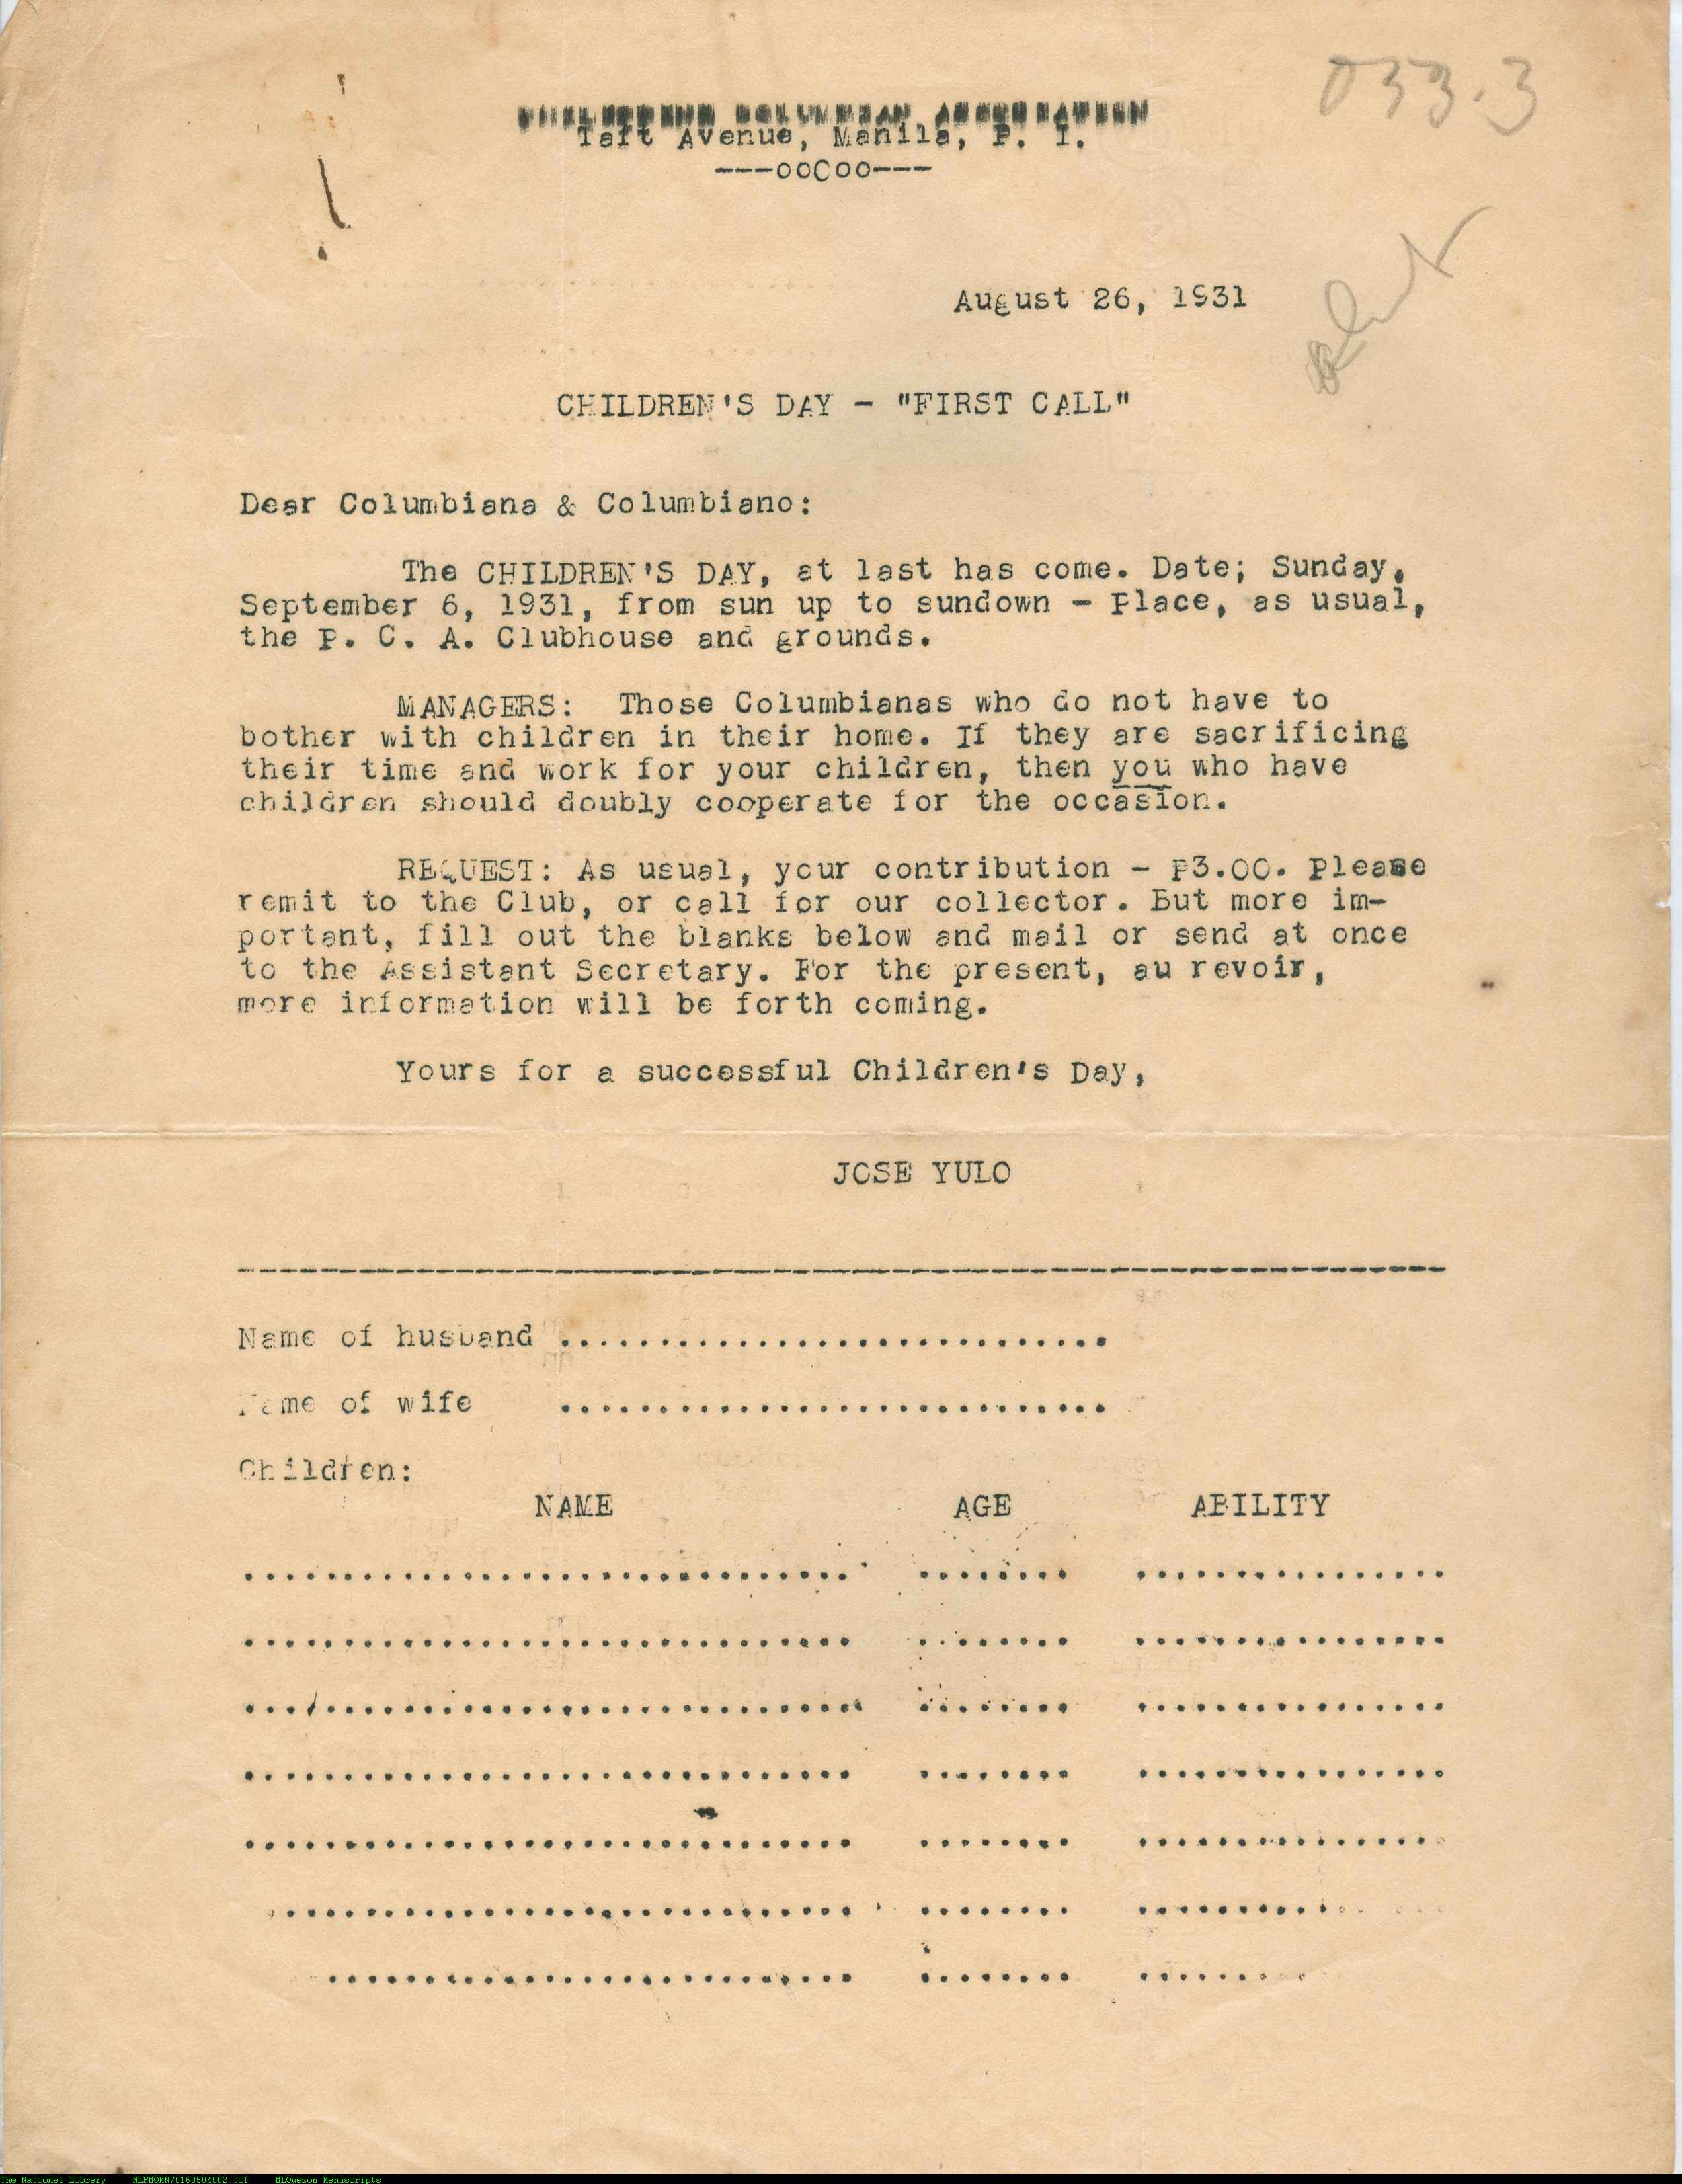 033.3
PHILIPPINE COLUMBIAN ASSOCIATION
Taft Avenue, Manila, P. I.
---ooOoo---
August 26, 1931
CHILDREN'S DAY - "FIRST CALL"
Dear Columbiana & Columbiano:
The CHILDREN'S DAY, at last has come. Date; Sunday,
September 6, 1931, from sun up to sundown - Place, as usual,
the P. C. A. Clubhouse and grounds.
MANAGERS: Those Columbianas who do not have to
bother with children in their home. If they are sacrificing
their time and work for your children, then you who have
children should doubly cooperate for the occasion.
REQUEST: As usual, your contribution - ₱3.00. Please
remit to the Club, or call for our collector. But more im-
portant, fill out the blanks below and mail or send at once
to the Assistant Secretary. For the present, au revoir,
more information will be forth coming.
Yours for a successful Children's Day,
JOSE YULO
Name of husband ............................
Name of wife ............................
Children:
NAME AGE ABILITY
The National Library NLPMQMN70160504002.tif MLQuezon Manuscripts